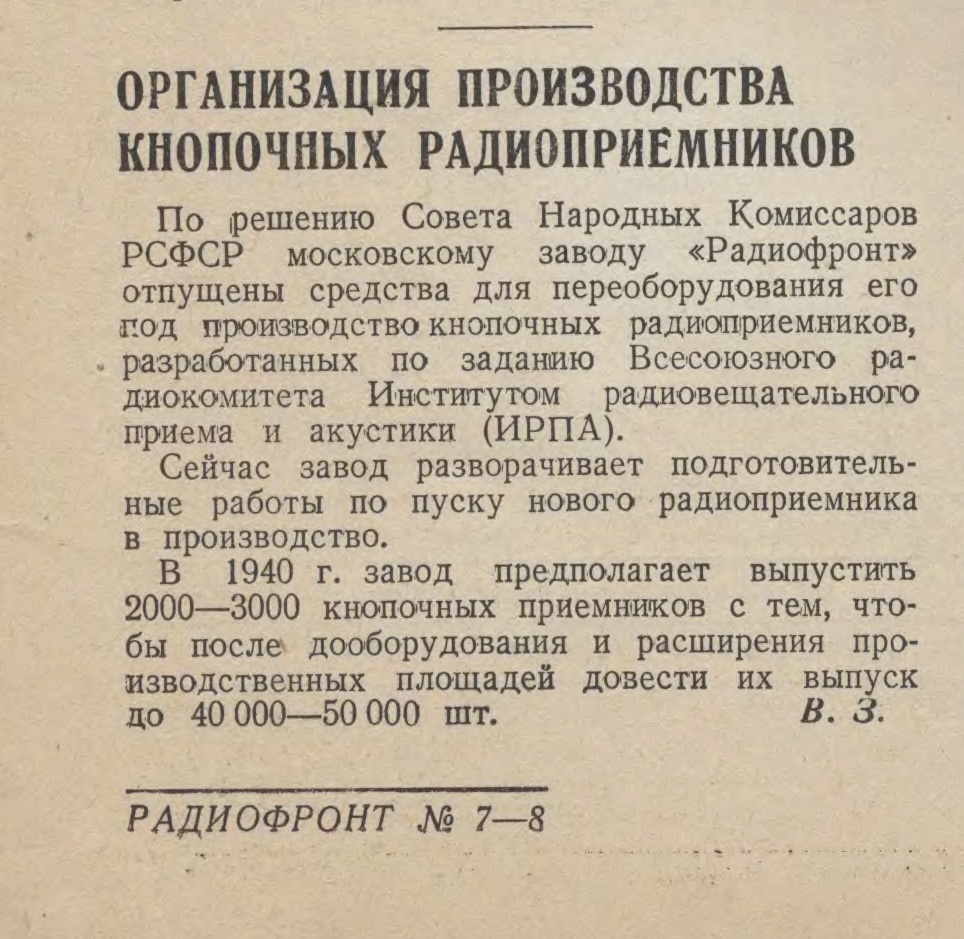 ОРГАНИЗАЦИЯ ПРОИЗВОДСТВА
КНОПОЧНЫХ РАДИОПРИЕМНИКОВ
По решению Совета Народных Комиссаров
РСФСР московскому заводу «Радиофронт»
отпущены средства для переоборудования его
под производство кнопочных радиоприемников,
разработанных по заданию Всесоюзного ра-
диокомитета Институтом радиовещательного
приема и акустики (ИРПА).
Сейчас завод разворачивает подготовитель-
ные работы по пуску нового радиоприемника
в производство.
В 1940 г. завод предполагает выпустить
2000—3000 кнопочных приемников с тем, что-
бы после дооборудования и расширения про-
изводственных площадей довести их выпуск
до 40 000—50 000 шт. В. З.
РАДИОФРОНТ № 7—8